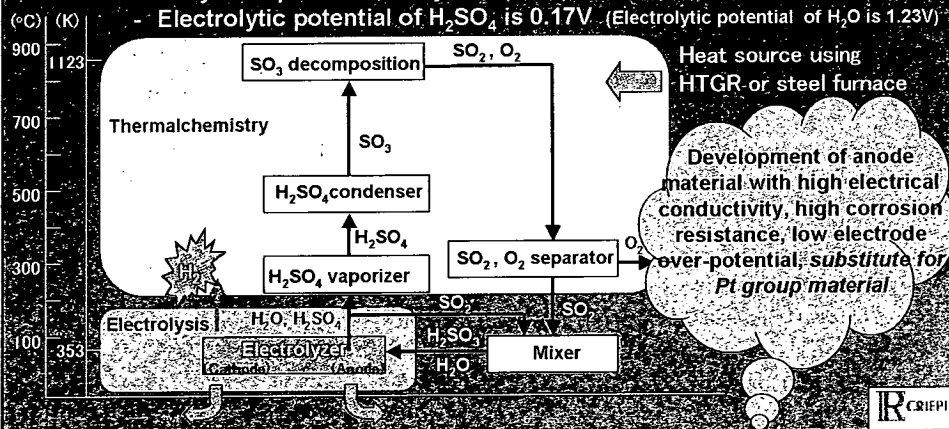 - Electrolytic potential of H₂SO₄ is 0.17V (Electrolytic potential of H₂O is 1.23V)
(°C) (K)
900
1123
700
500
300
100
353
Thermalchemistry
SO₃ decomposition
SO₂, O₂
Heat source using
HTGR or steel furnace
SO₃
H₂SO₄ condenser
H₂SO₄
H₂SO₄ vaporizer
SO₂, O₂ separator
Development of anode
material with high electrical
conductivity, high corrosion
resistance, low electrode
over-potential, substitute for
Pt group material
H₂
Electrolysis
H₂O, H₂SO₄
SO₂
H₂SO₄
H₂O
Electrolyzer
(Cathode) (Anode)
Mixer
CRIEPI